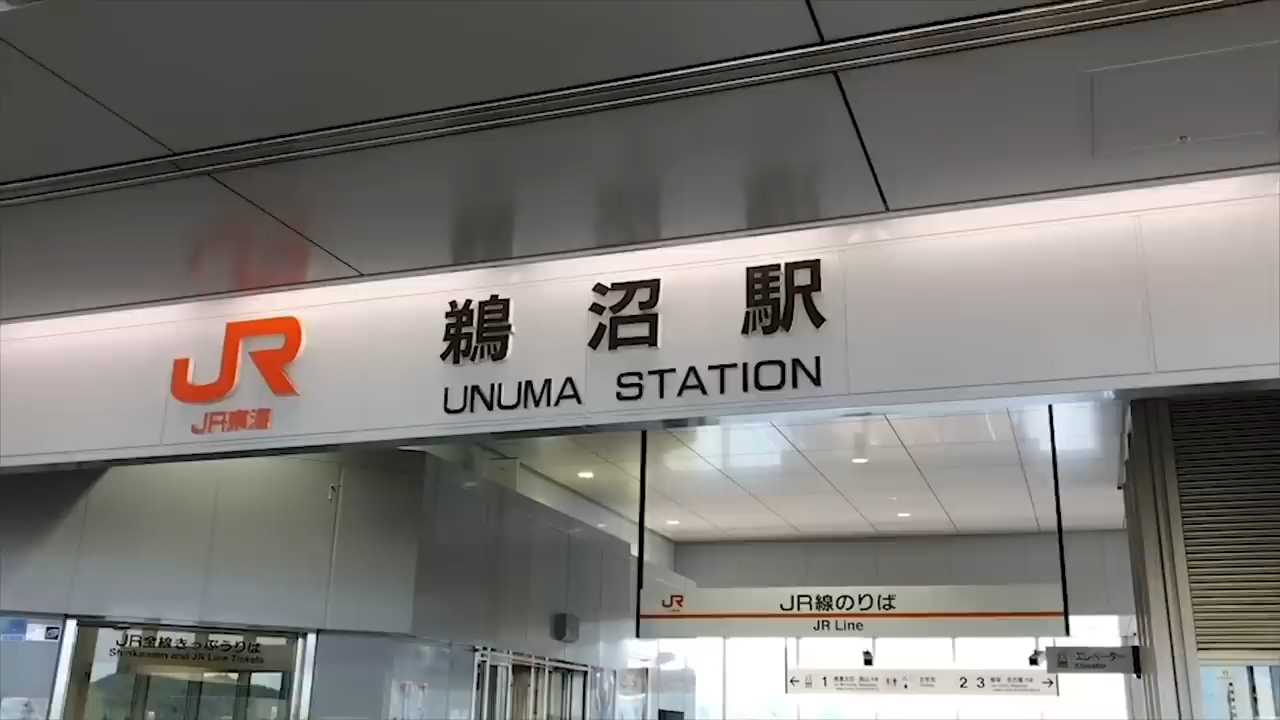 鵜沼駅
UNUMA STATION
JR
JR東海
JR
JR線のりば
JR Line
JR全線きっぷうりば
Shinkansen and JR Line Tickets
← 1
2 3 →
エレベーター
Elevator